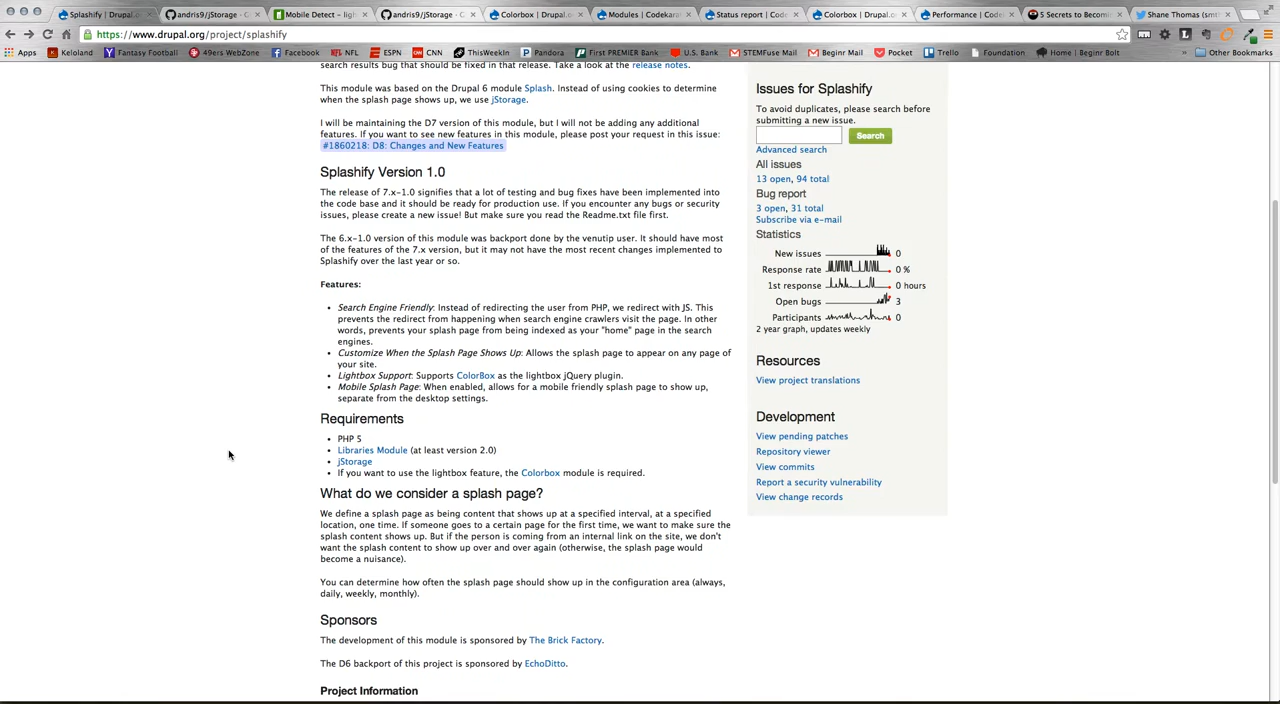 Splashify | Drupal.or
andris9/jStorage · G
Mobile Detect – ligh
andris9/jStorage · G
Colorbox | Drupal.or
Modules | Codekara
Status report | Code
Colorbox | Drupal.or
Performance | Codek
5 Secrets to Becomi
Shane Thomas (smth
https://www.drupal.org/project/splashify
Apps
Keloland
Fantasy Football
49ers WebZone
Facebook
NFL
ESPN
CNN
ThisWeekIn
Pandora
First PREMIER Bank
U.S. Bank
STEMFuse Mail
Beginr Mail
Pocket
Trello
Foundation
Home | Beginr Bolt
»
Other Bookmarks
search results bug that should be fixed in that release. Take a look at the release notes.
This module was based on the Drupal 6 module Splash. Instead of using cookies to determine
when the splash page shows up, we use jStorage.
I will be maintaining the D7 version of this module, but I will not be adding any additional
features. If you want to see new features in this module, please post your request in this issue:
#1860218: D8: Changes and New Features
Splashify Version 1.0
The release of 7.x-1.0 signifies that a lot of testing and bug fixes have been implemented into
the code base and it should be ready for production use. If you encounter any bugs or security
issues, please create a new issue! But make sure you read the Readme.txt file first.
The 6.x-1.0 version of this module was backport done by the venutip user. It should have most
of the features of the 7.x version, but it may not have the most recent changes implemented to
Splashify over the last year or so.
Features:
• Search Engine Friendly: Instead of redirecting the user from PHP, we redirect with JS. This
prevents the redirect from happening when search engine crawlers visit the page. In other
words, prevents your splash page from being indexed as your "home" page in the search
engines.
• Customize When the Splash Page Shows Up: Allows the splash page to appear on any page of
your site.
• Lightbox Support: Supports ColorBox as the lightbox jQuery plugin.
• Mobile Splash Page: When enabled, allows for a mobile friendly splash page to show up,
separate from the desktop settings.
Requirements
• PHP 5
• Libraries Module (at least version 2.0)
• jStorage
• If you want to use the lightbox feature, the Colorbox module is required.
What do we consider a splash page?
We define a splash page as being content that shows up at a specified interval, at a specified
location, one time. If someone goes to a certain page for the first time, we want to make sure the
splash content shows up. But if the person is coming from an internal link on the site, we don't
want the splash content to show up over and over again (otherwise, the splash page would
become a nuisance).
You can determine how often the splash page should show up in the configuration area (always,
daily, weekly, monthly).
Sponsors
The development of this module is sponsored by The Brick Factory.
The D6 backport of this project is sponsored by EchoDitto.
Project Information
Issues for Splashify
To avoid duplicates, please search before
submitting a new issue.
Search
Advanced search
All issues
13 open, 94 total
Bug report
3 open, 31 total
Subscribe via e-mail
Statistics
New issues 0
Response rate 0 %
1st response 0 hours
Open bugs 3
Participants 0
2 year graph, updates weekly
Resources
View project translations
Development
View pending patches
Repository viewer
View commits
Report a security vulnerability
View change records